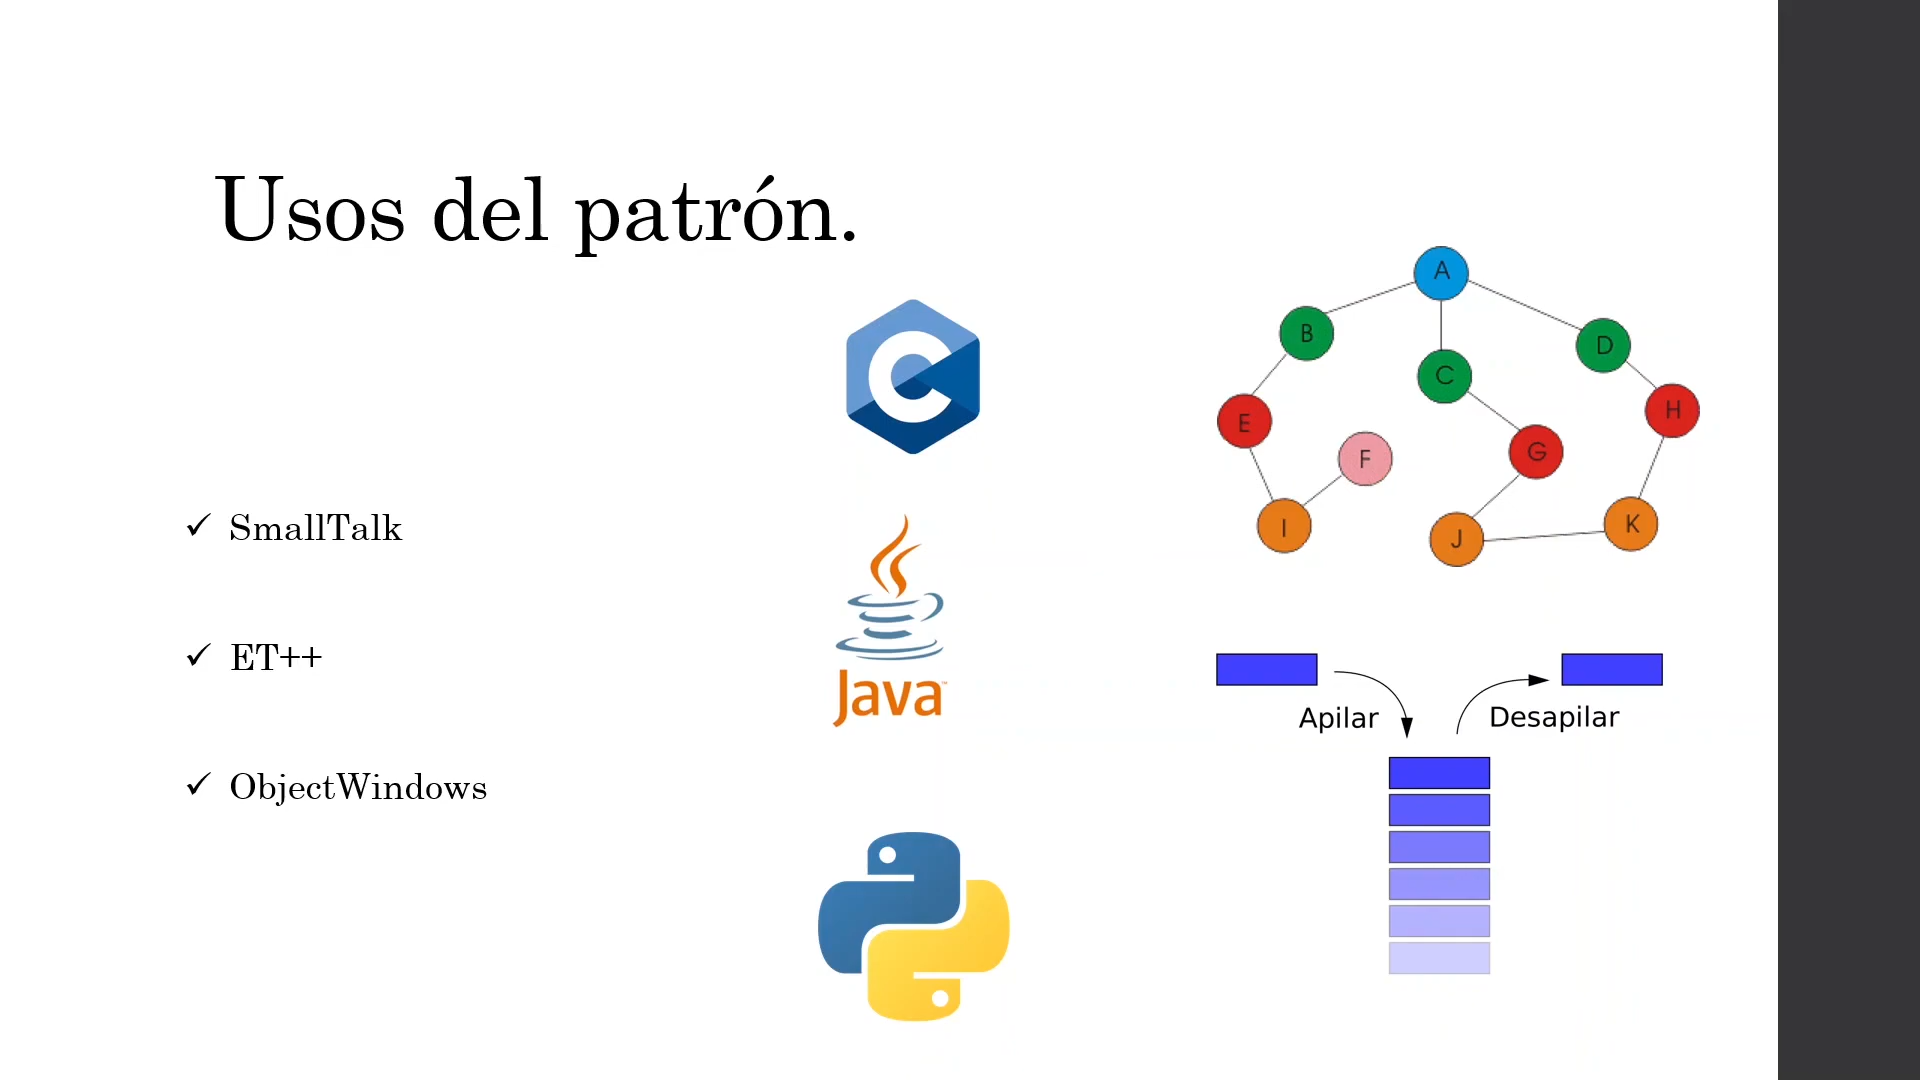 Usos del patrón.
✓ SmallTalk
✓ ET++
✓ ObjectWindows
C
Java
A
B
C
D
E
F
G
H
I
J
K
Apilar
Desapilar